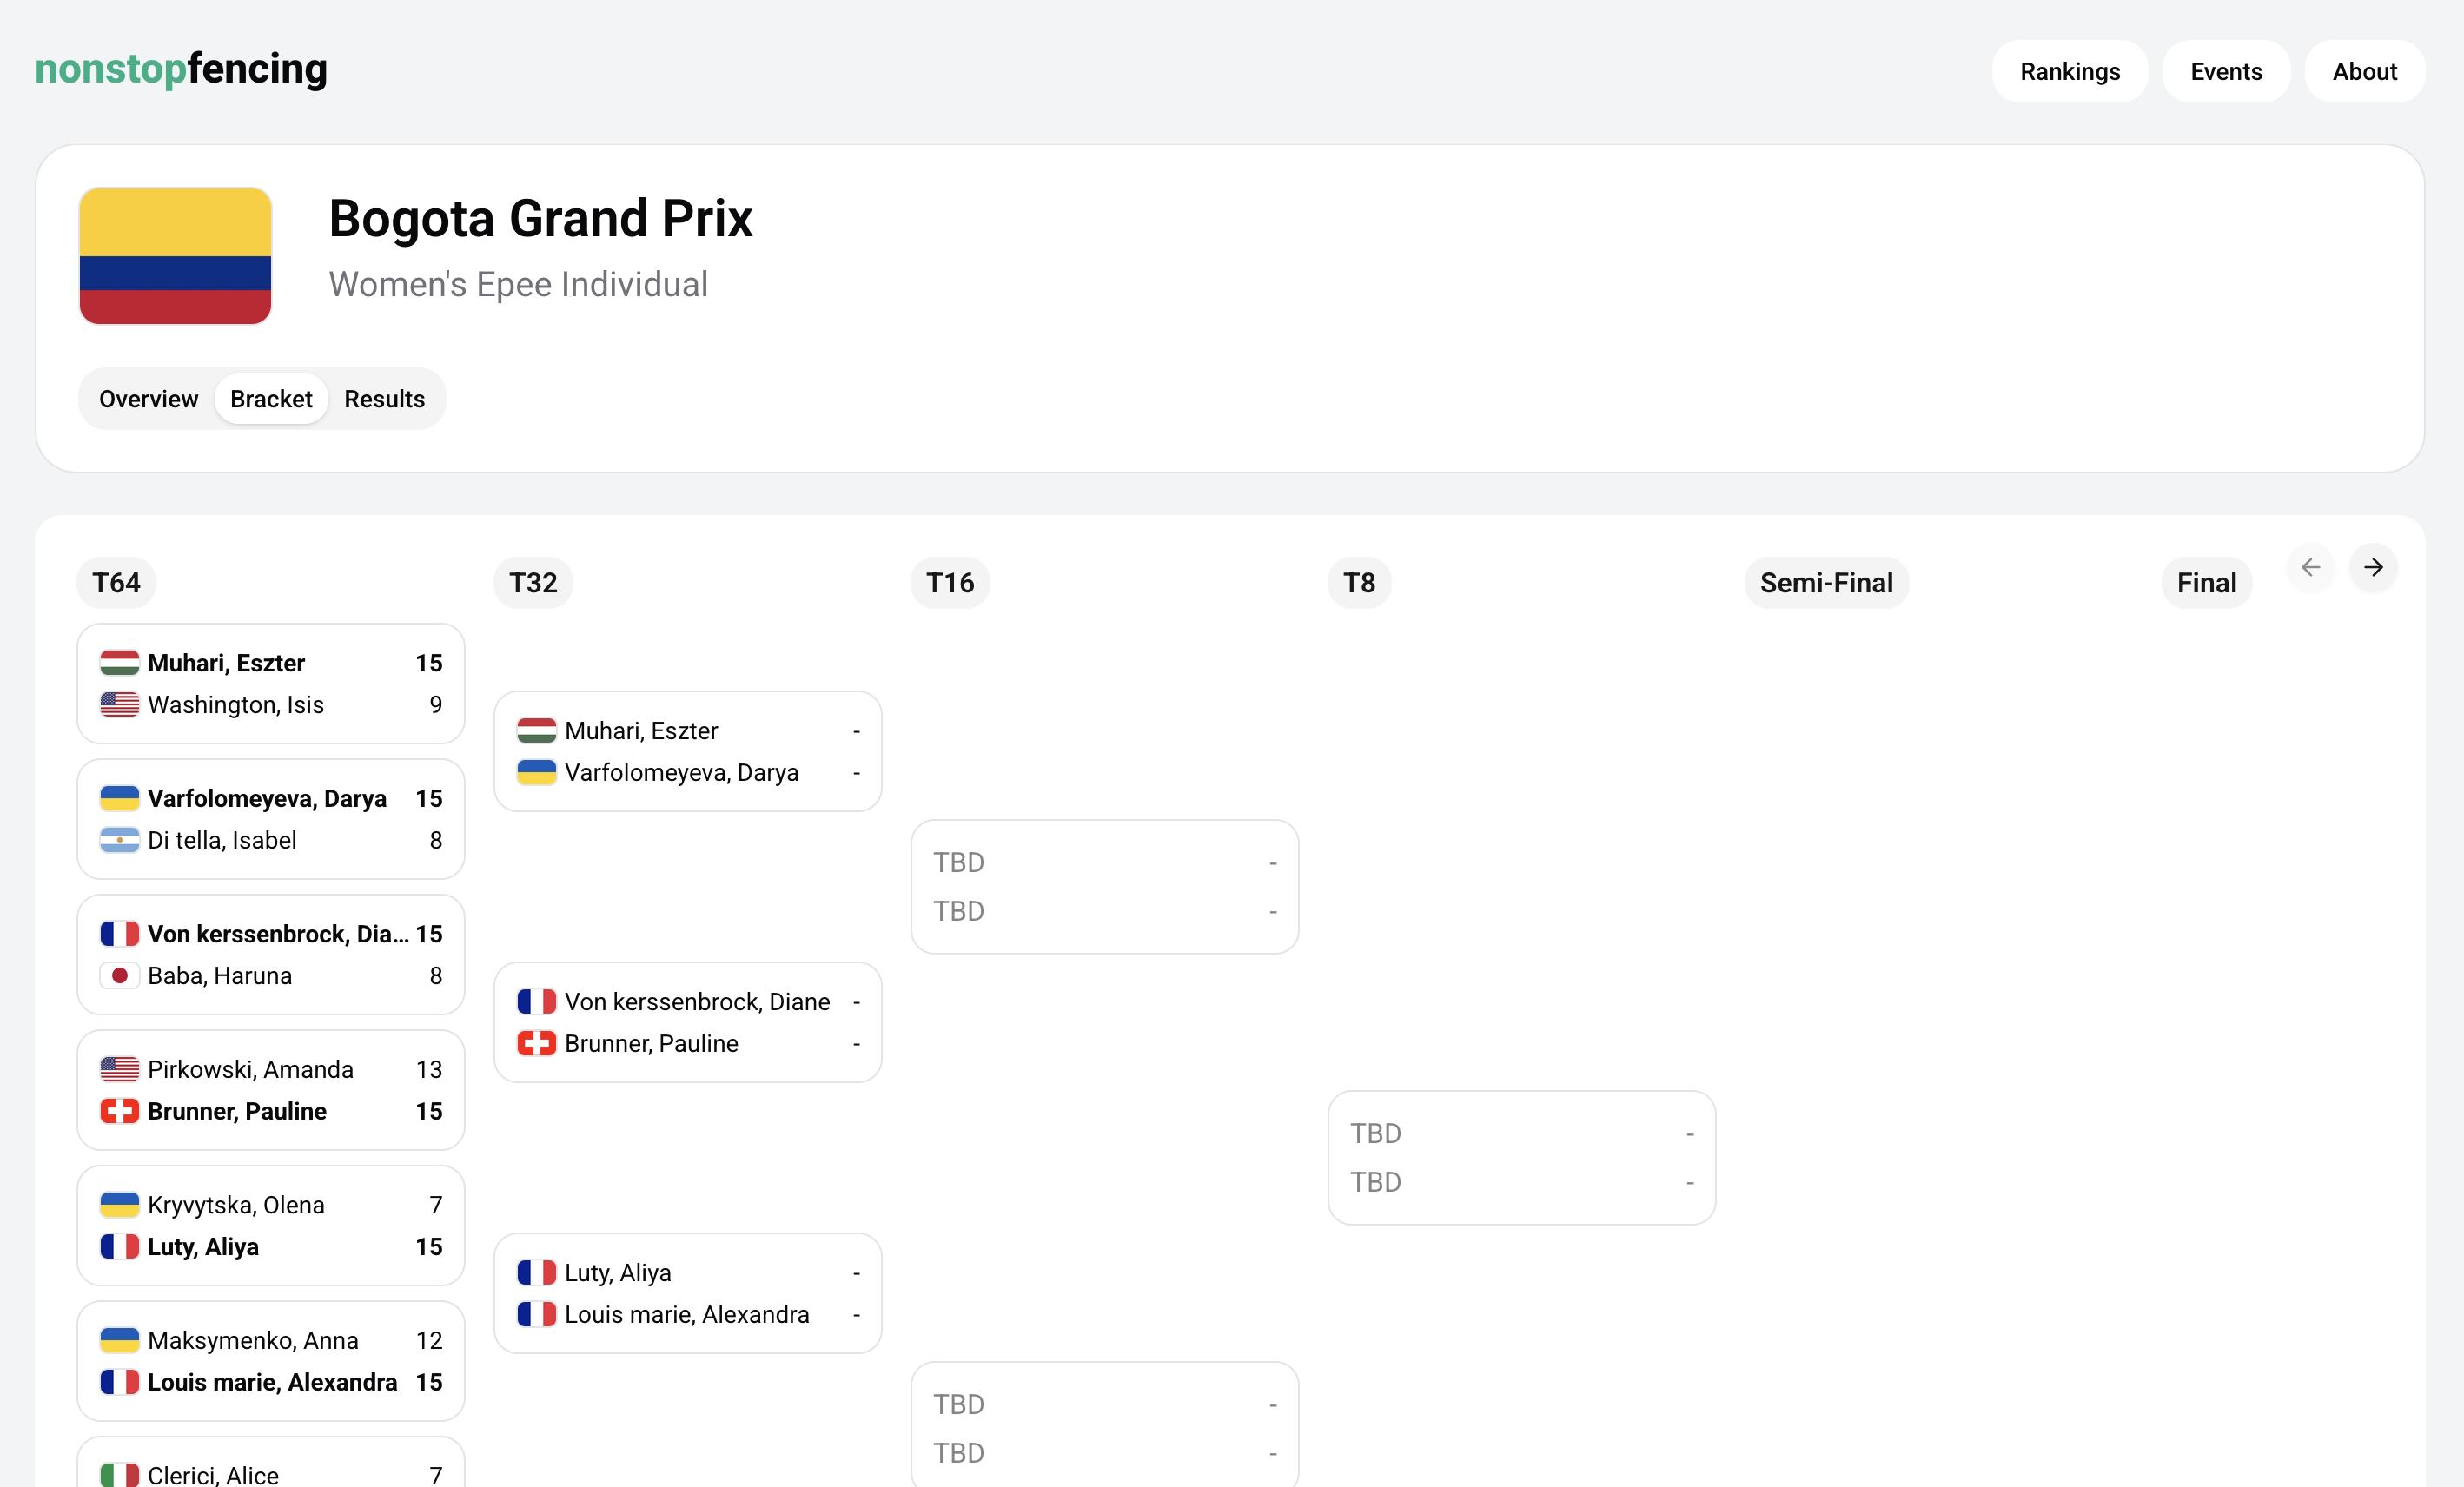 nonstopfencing
Rankings
Events
About
Bogota Grand Prix
Women's Epee Individual
Overview
Bracket
Results
T64
T32
T16
T8
Semi-Final
Final
Muhari, Eszter 15
Washington, Isis 9
Varfolomeyeva, Darya 15
Di tella, Isabel 8
Von kerssenbrock, Dia... 15
Baba, Haruna 8
Pirkowski, Amanda 13
Brunner, Pauline 15
Kryvytska, Olena 7
Luty, Aliya 15
Maksymenko, Anna 12
Louis marie, Alexandra 15
Clerici, Alice 7
Muhari, Eszter -
Varfolomeyeva, Darya -
Von kerssenbrock, Diane -
Brunner, Pauline -
Luty, Aliya -
Louis marie, Alexandra -
TBD -
TBD -
TBD -
TBD -
TBD -
TBD -